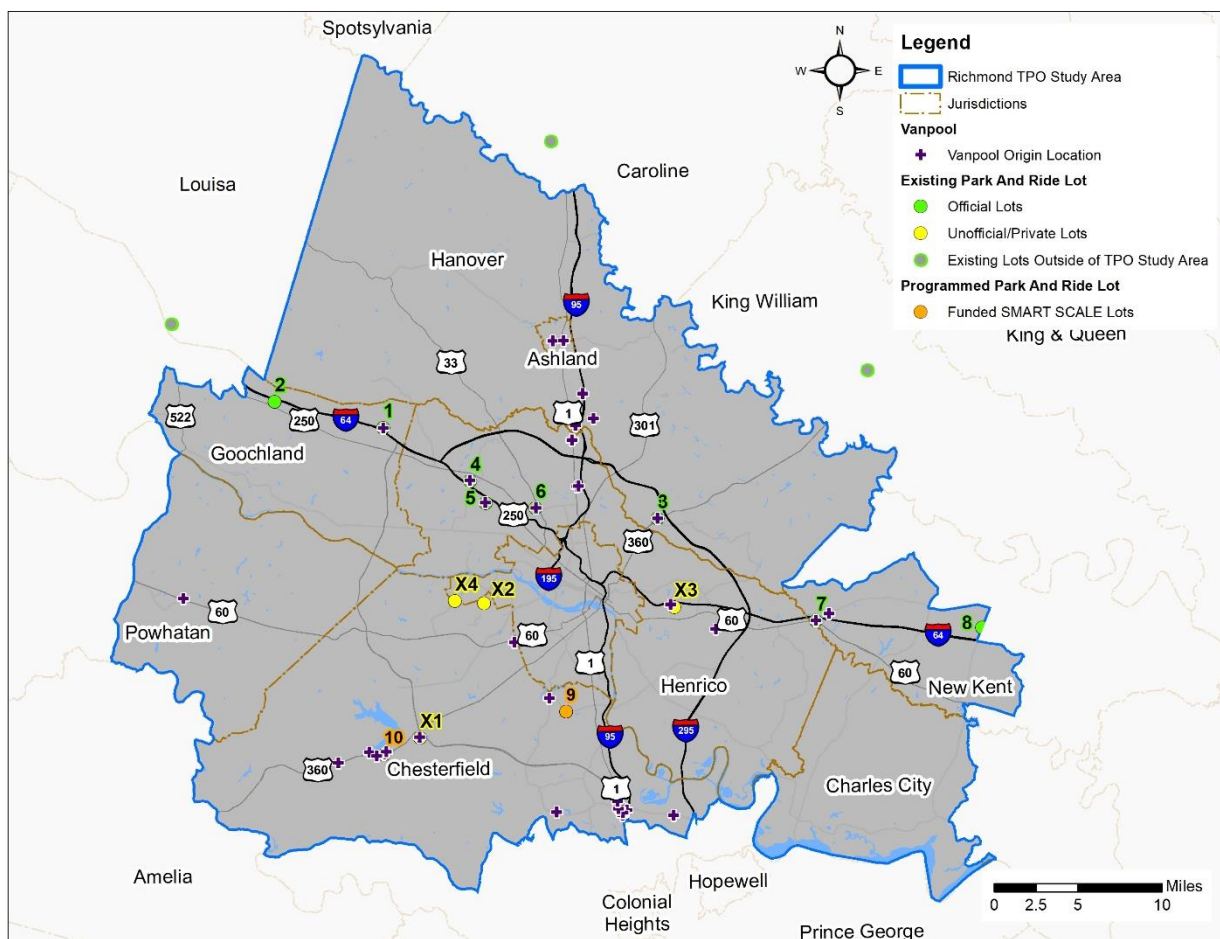 Spotsylvania
N
W E
S
Legend
Richmond TPO Study Area
Jurisdictions
Vanpool
Vanpool Origin Location
Existing Park And Ride Lot
Official Lots
Unofficial/Private Lots
Existing Lots Outside of TPO Study Area
Programmed Park And Ride Lot
Funded SMART SCALE Lots
Caroline
Louisa
Hanover
King William
95
King & Queen
Ashland
33
2
522
250
64
1
1
301
Goochland
4
5
6
250
3
360
195
X4
X2
X3
7
60
60
60
8
64
Powhatan
1
60
Henrico
New Kent
9
X1
10
95
295
360
Chesterfield
1
Charles City
Amelia
Hopewell
Colonial
Heights
Prince George
Miles
0 2.5 5 10